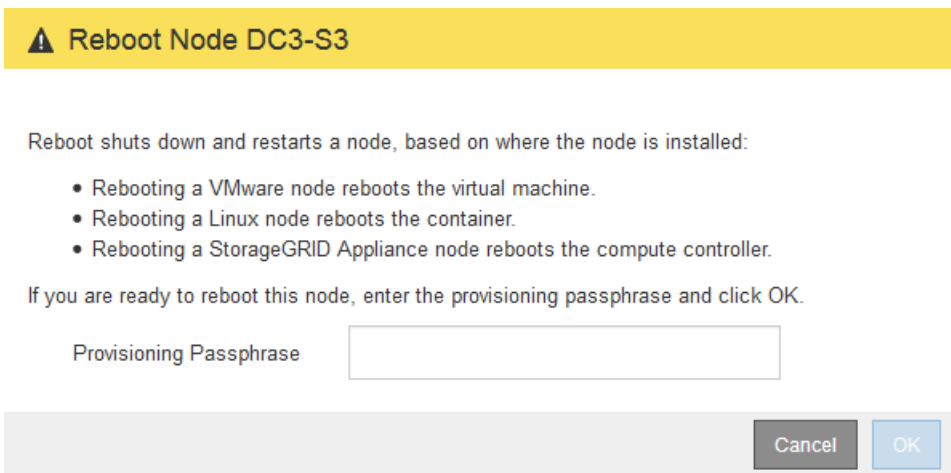 Reboot Node DC3-S3
Reboot shuts down and restarts a node, based on where the node is installed:
• Rebooting a VMware node reboots the virtual machine.
• Rebooting a Linux node reboots the container.
• Rebooting a StorageGRID Appliance node reboots the compute controller.
If you are ready to reboot this node, enter the provisioning passphrase and click OK.
Provisioning Passphrase
Cancel OK